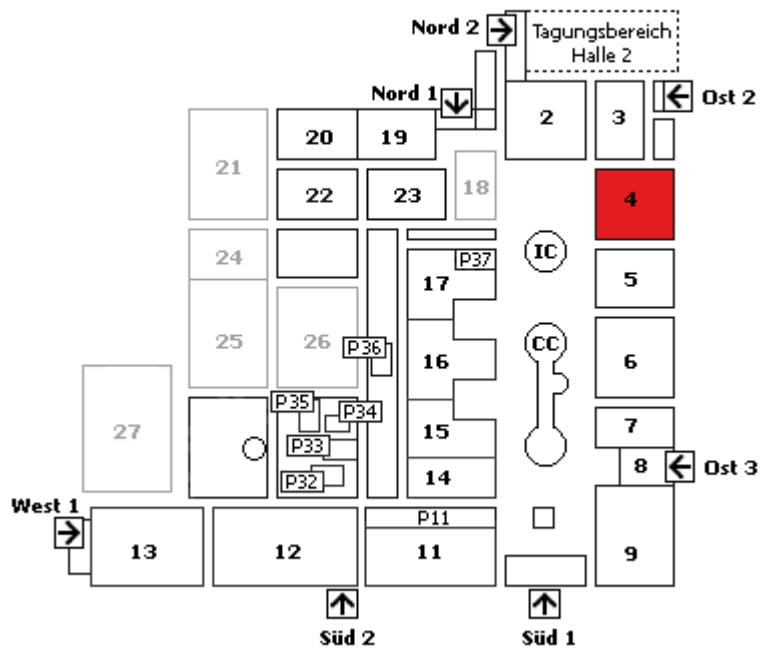 Nord 2
Tagungsbereich
Halle 2
Nord 1
Ost 2
2
3
20
19
21
22
23
18
4
24
IC
P37
17
5
25
26
P36
CC
16
6
27
P35
P34
15
7
P33
P32
14
8
Ost 3
West 1
P11
13
12
11
9
Süd 2
Süd 1